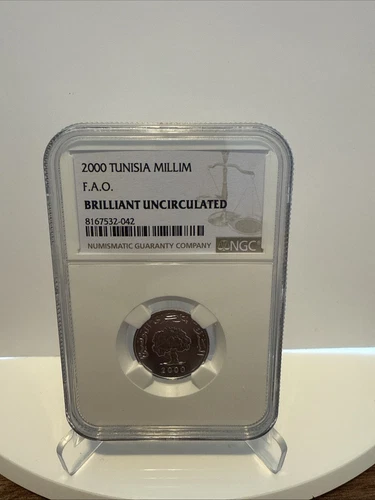 2000 TUNISIA MILLIM
F.A.O.
BRILLIANT UNCIRCULATED
8167532-042
NUMISMATIC GUARANTY COMPANY
NGC
2000